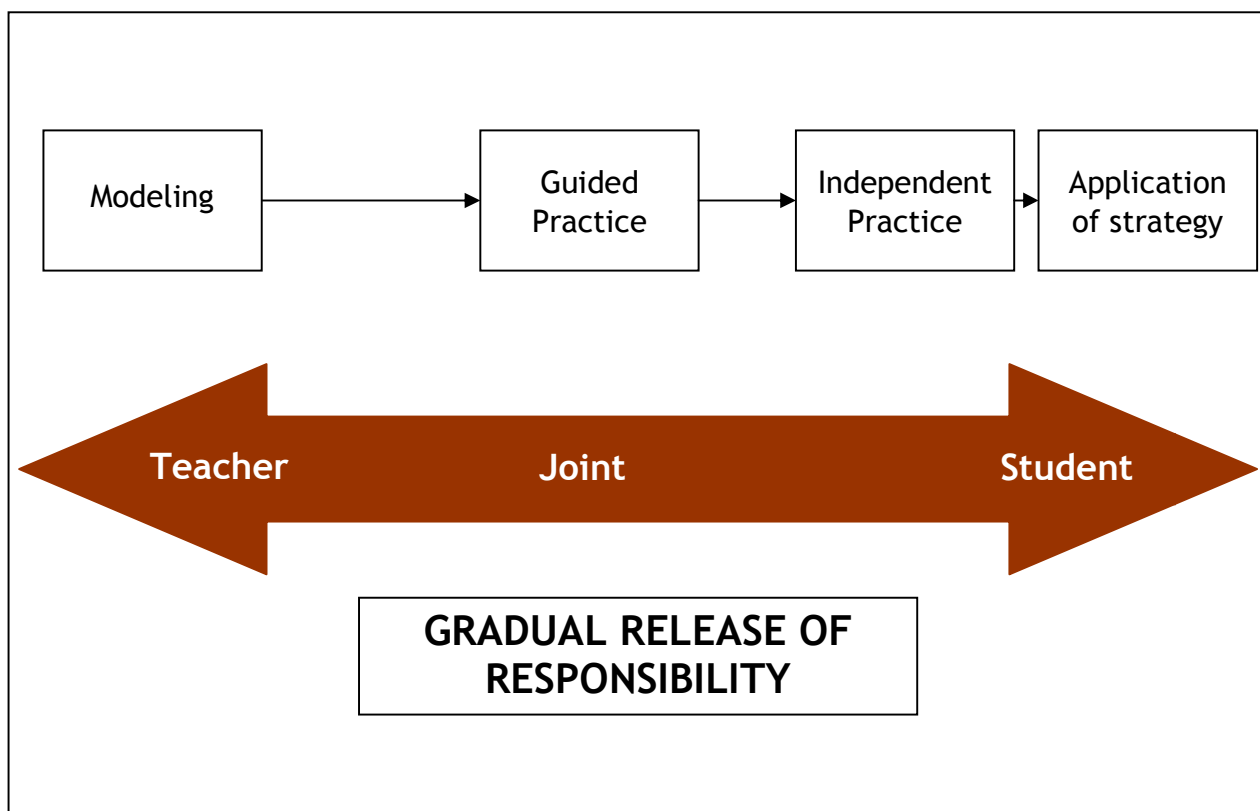 Modeling
Guided
Practice
Independent
Practice
Application
of strategy
Teacher
Joint
Student
GRADUAL RELEASE OF
RESPONSIBILITY